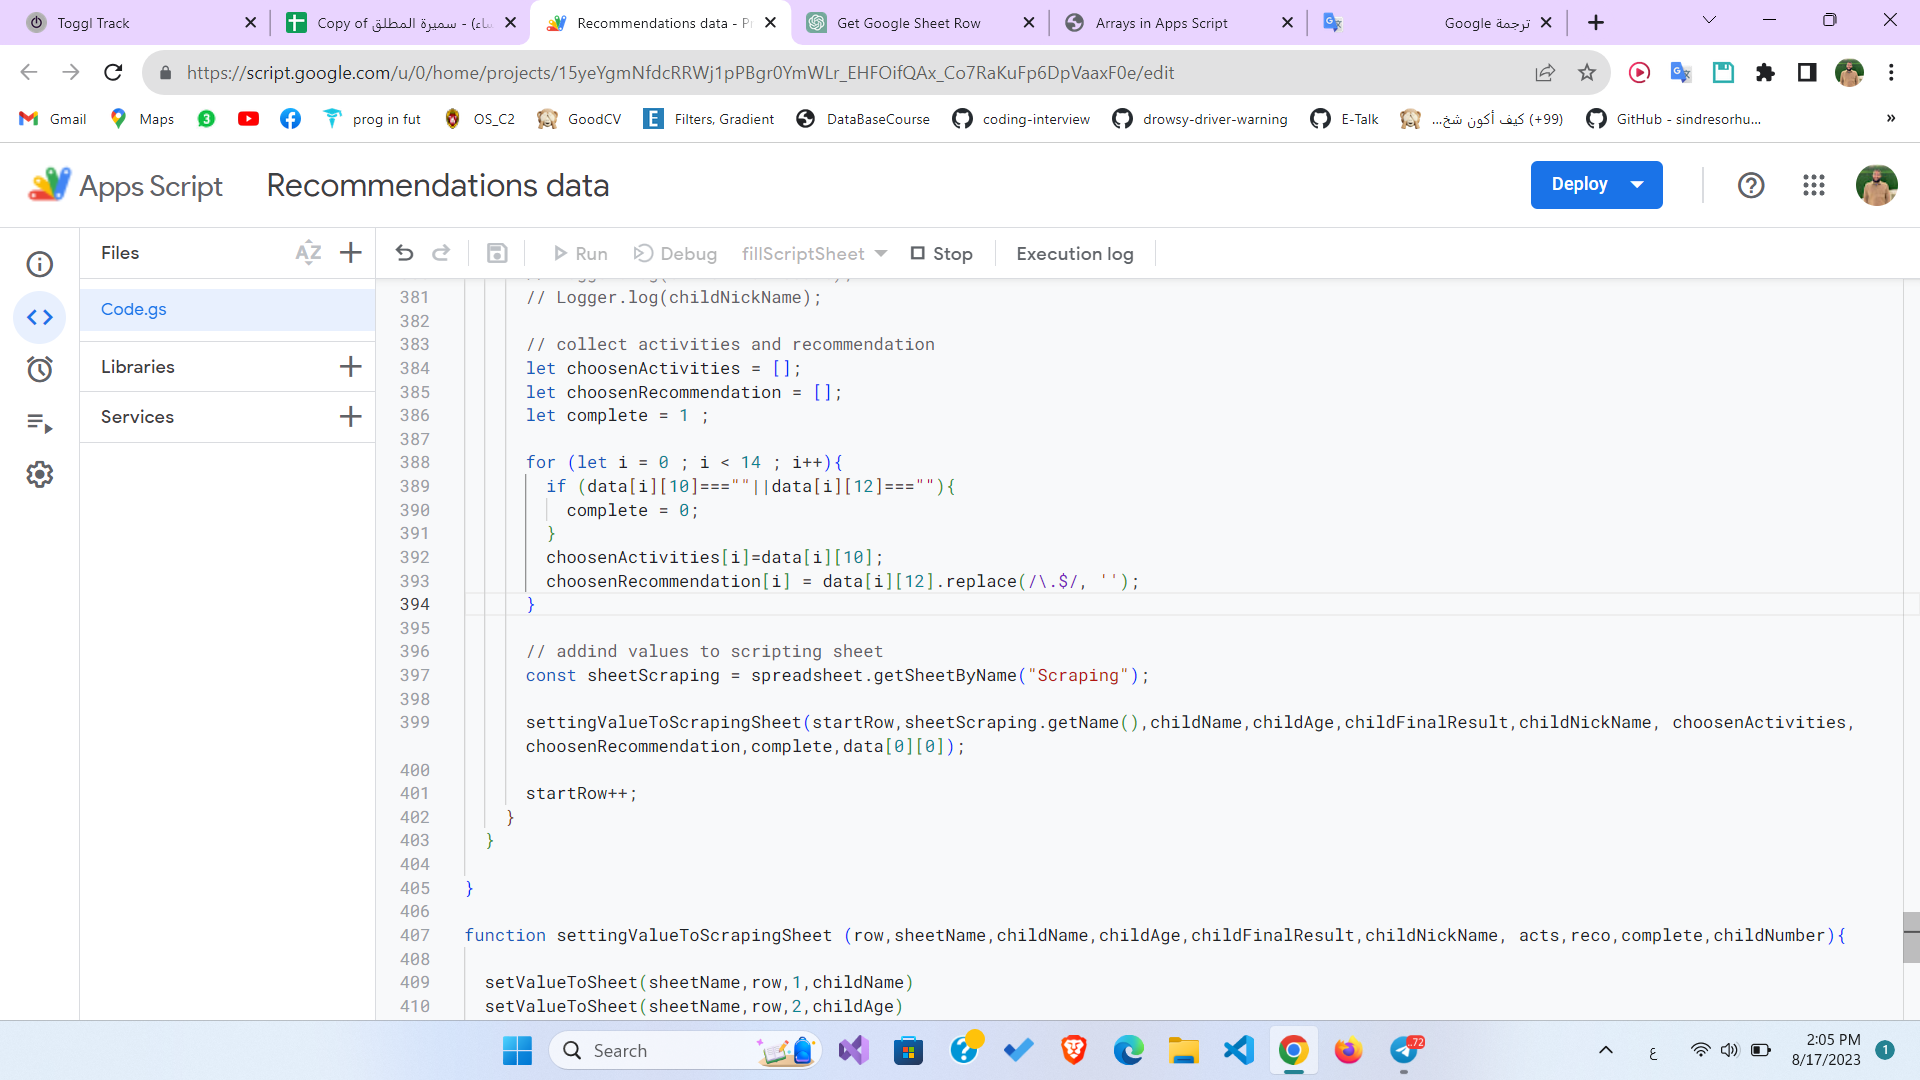 Toggl Track
Copy of سميرة المطلق - (ساء
Recommendations data - Pr
Get Google Sheet Row
Arrays in Apps Script
ترجمة Google
https://script.google.com/u/0/home/projects/15yeYgmNfdcRRWj1pPBgr0YmWLr_EHFOifQAx_Co7RaKuFp6DpVaaxF0e/edit
Gmail
Maps
3
prog in fut
OS_C2
GoodCV
Filters, Gradient
DataBaseCourse
coding-interview
drowsy-driver-warning
E-Talk
(99+) كيف أكون شخ...
GitHub - sindresorhu...
»
Apps Script
Recommendations data
Deploy
Files
Code.gs
Libraries
Services
Run
Debug
fillScriptSheet
Stop
Execution log
381 // Logger.log(childNickName);
382
383 // collect activities and recommendation
384 let choosenActivities = [];
385 let choosenRecommendation = [];
386 let complete = 1 ;
387
388 for (let i = 0 ; i < 14 ; i++){
389 if (data[i][10]===""||data[i][12]===""){
390 complete = 0;
391 }
392 choosenActivities[i]=data[i][10];
393 choosenRecommendation[i] = data[i][12].replace(/\.$/, '');
394 }
395
396 // addind values to scripting sheet
397 const sheetScraping = spreadsheet.getSheetByName("Scraping");
398
399 settingValueToScrapingSheet(startRow,sheetScraping.getName(),childName,childAge,childFinalResult,childNickName, choosenActivities,
choosenRecommendation,complete,data[0][0]);
400
401 startRow++;
402 }
403 }
404
405 }
406
407 function settingValueToScrapingSheet (row,sheetName,childName,childAge,childFinalResult,childNickName, acts,reco,complete,childNumber){
408
409 setValueToSheet(sheetName,row,1,childName)
410 setValueToSheet(sheetName,row,2,childAge)
Search
72
ع
2:05 PM
8/17/2023
1